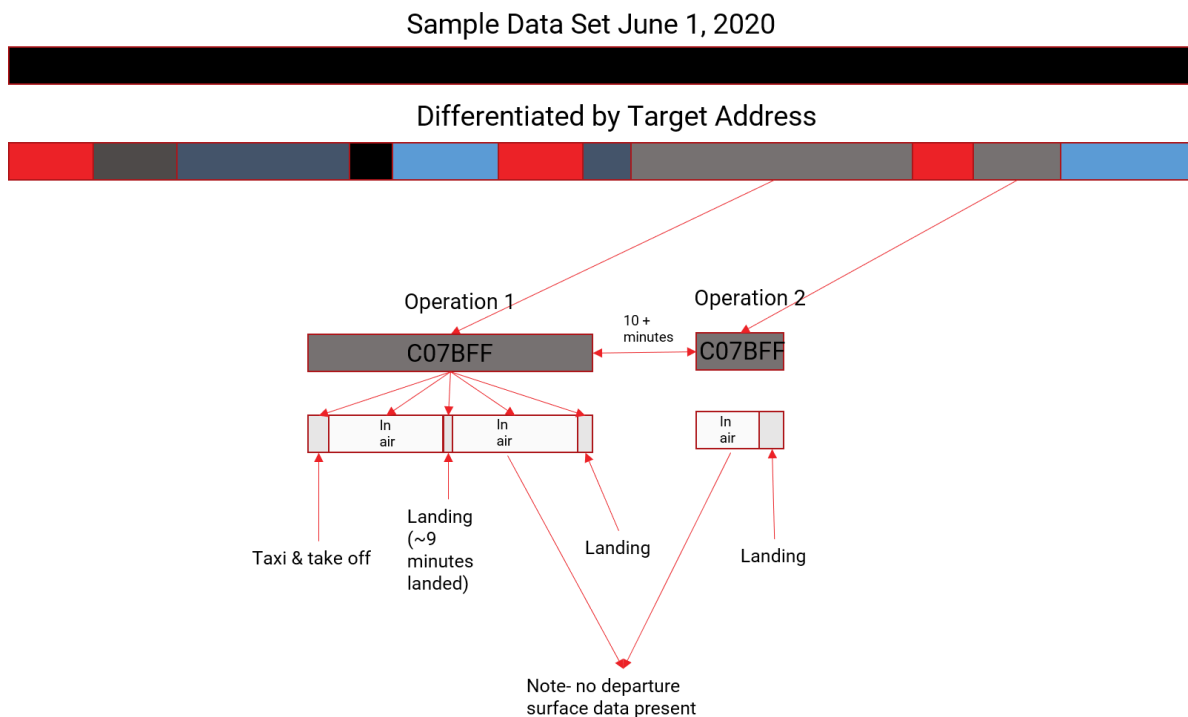 Sample Data Set June 1, 2020
Differentiated by Target Address
Operation 1
Operation 2
10 +
minutes
C07BFF
C07BFF
In
air
In
air
In
air
Taxi & take off
Landing
(~9
minutes
landed)
Landing
Landing
Note- no departure
surface data present